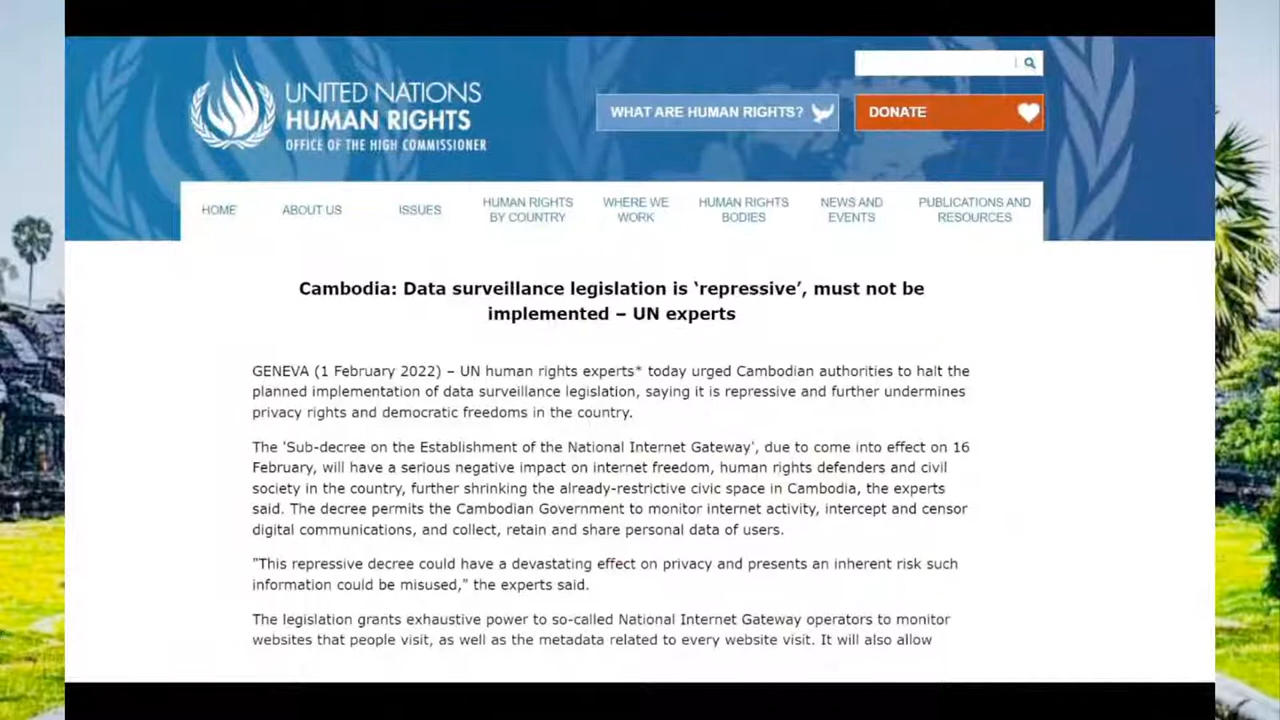 UNITED NATIONS
HUMAN RIGHTS
OFFICE OF THE HIGH COMMISSIONER
WHAT ARE HUMAN RIGHTS?
DONATE
HOME
ABOUT US
ISSUES
HUMAN RIGHTS
BY COUNTRY
WHERE WE
WORK
HUMAN RIGHTS
BODIES
NEWS AND
EVENTS
PUBLICATIONS AND
RESOURCES
Cambodia: Data surveillance legislation is ‘repressive’, must not be
implemented – UN experts
GENEVA (1 February 2022) – UN human rights experts* today urged Cambodian authorities to halt the
planned implementation of data surveillance legislation, saying it is repressive and further undermines
privacy rights and democratic freedoms in the country.
The 'Sub-decree on the Establishment of the National Internet Gateway', due to come into effect on 16
February, will have a serious negative impact on internet freedom, human rights defenders and civil
society in the country, further shrinking the already-restrictive civic space in Cambodia, the experts
said. The decree permits the Cambodian Government to monitor internet activity, intercept and censor
digital communications, and collect, retain and share personal data of users.
"This repressive decree could have a devastating effect on privacy and presents an inherent risk such
information could be misused," the experts said.
The legislation grants exhaustive power to so-called National Internet Gateway operators to monitor
websites that people visit, as well as the metadata related to every website visit. It will also allow